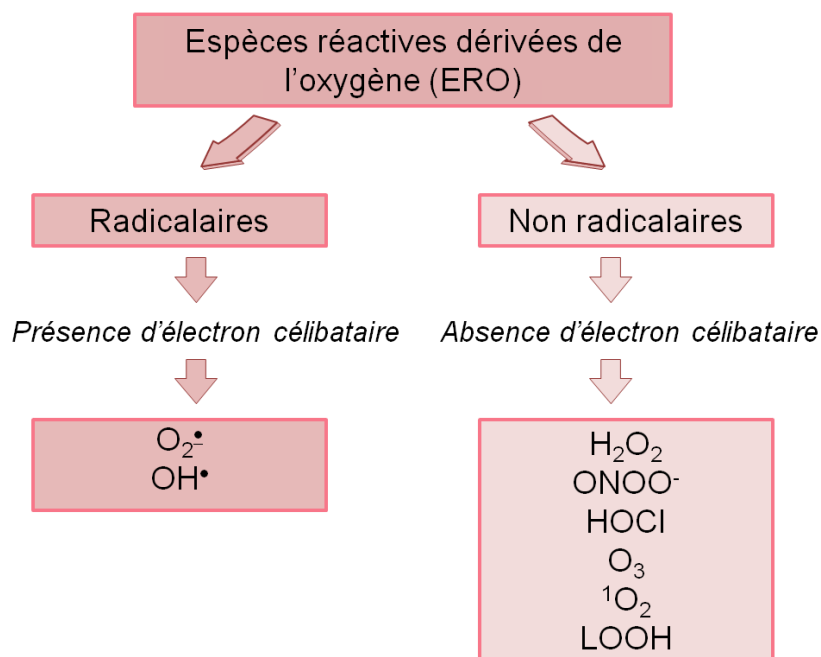 Espèces réactives dérivées de
l'oxygène (ERO)
Radicalaires
Non radicalaires
Présence d'électron célibataire
Absence d'électron célibataire
O₂•̲
OH•
H₂O₂
ONOO⁻
HOCl
O₃
¹O₂
LOOH